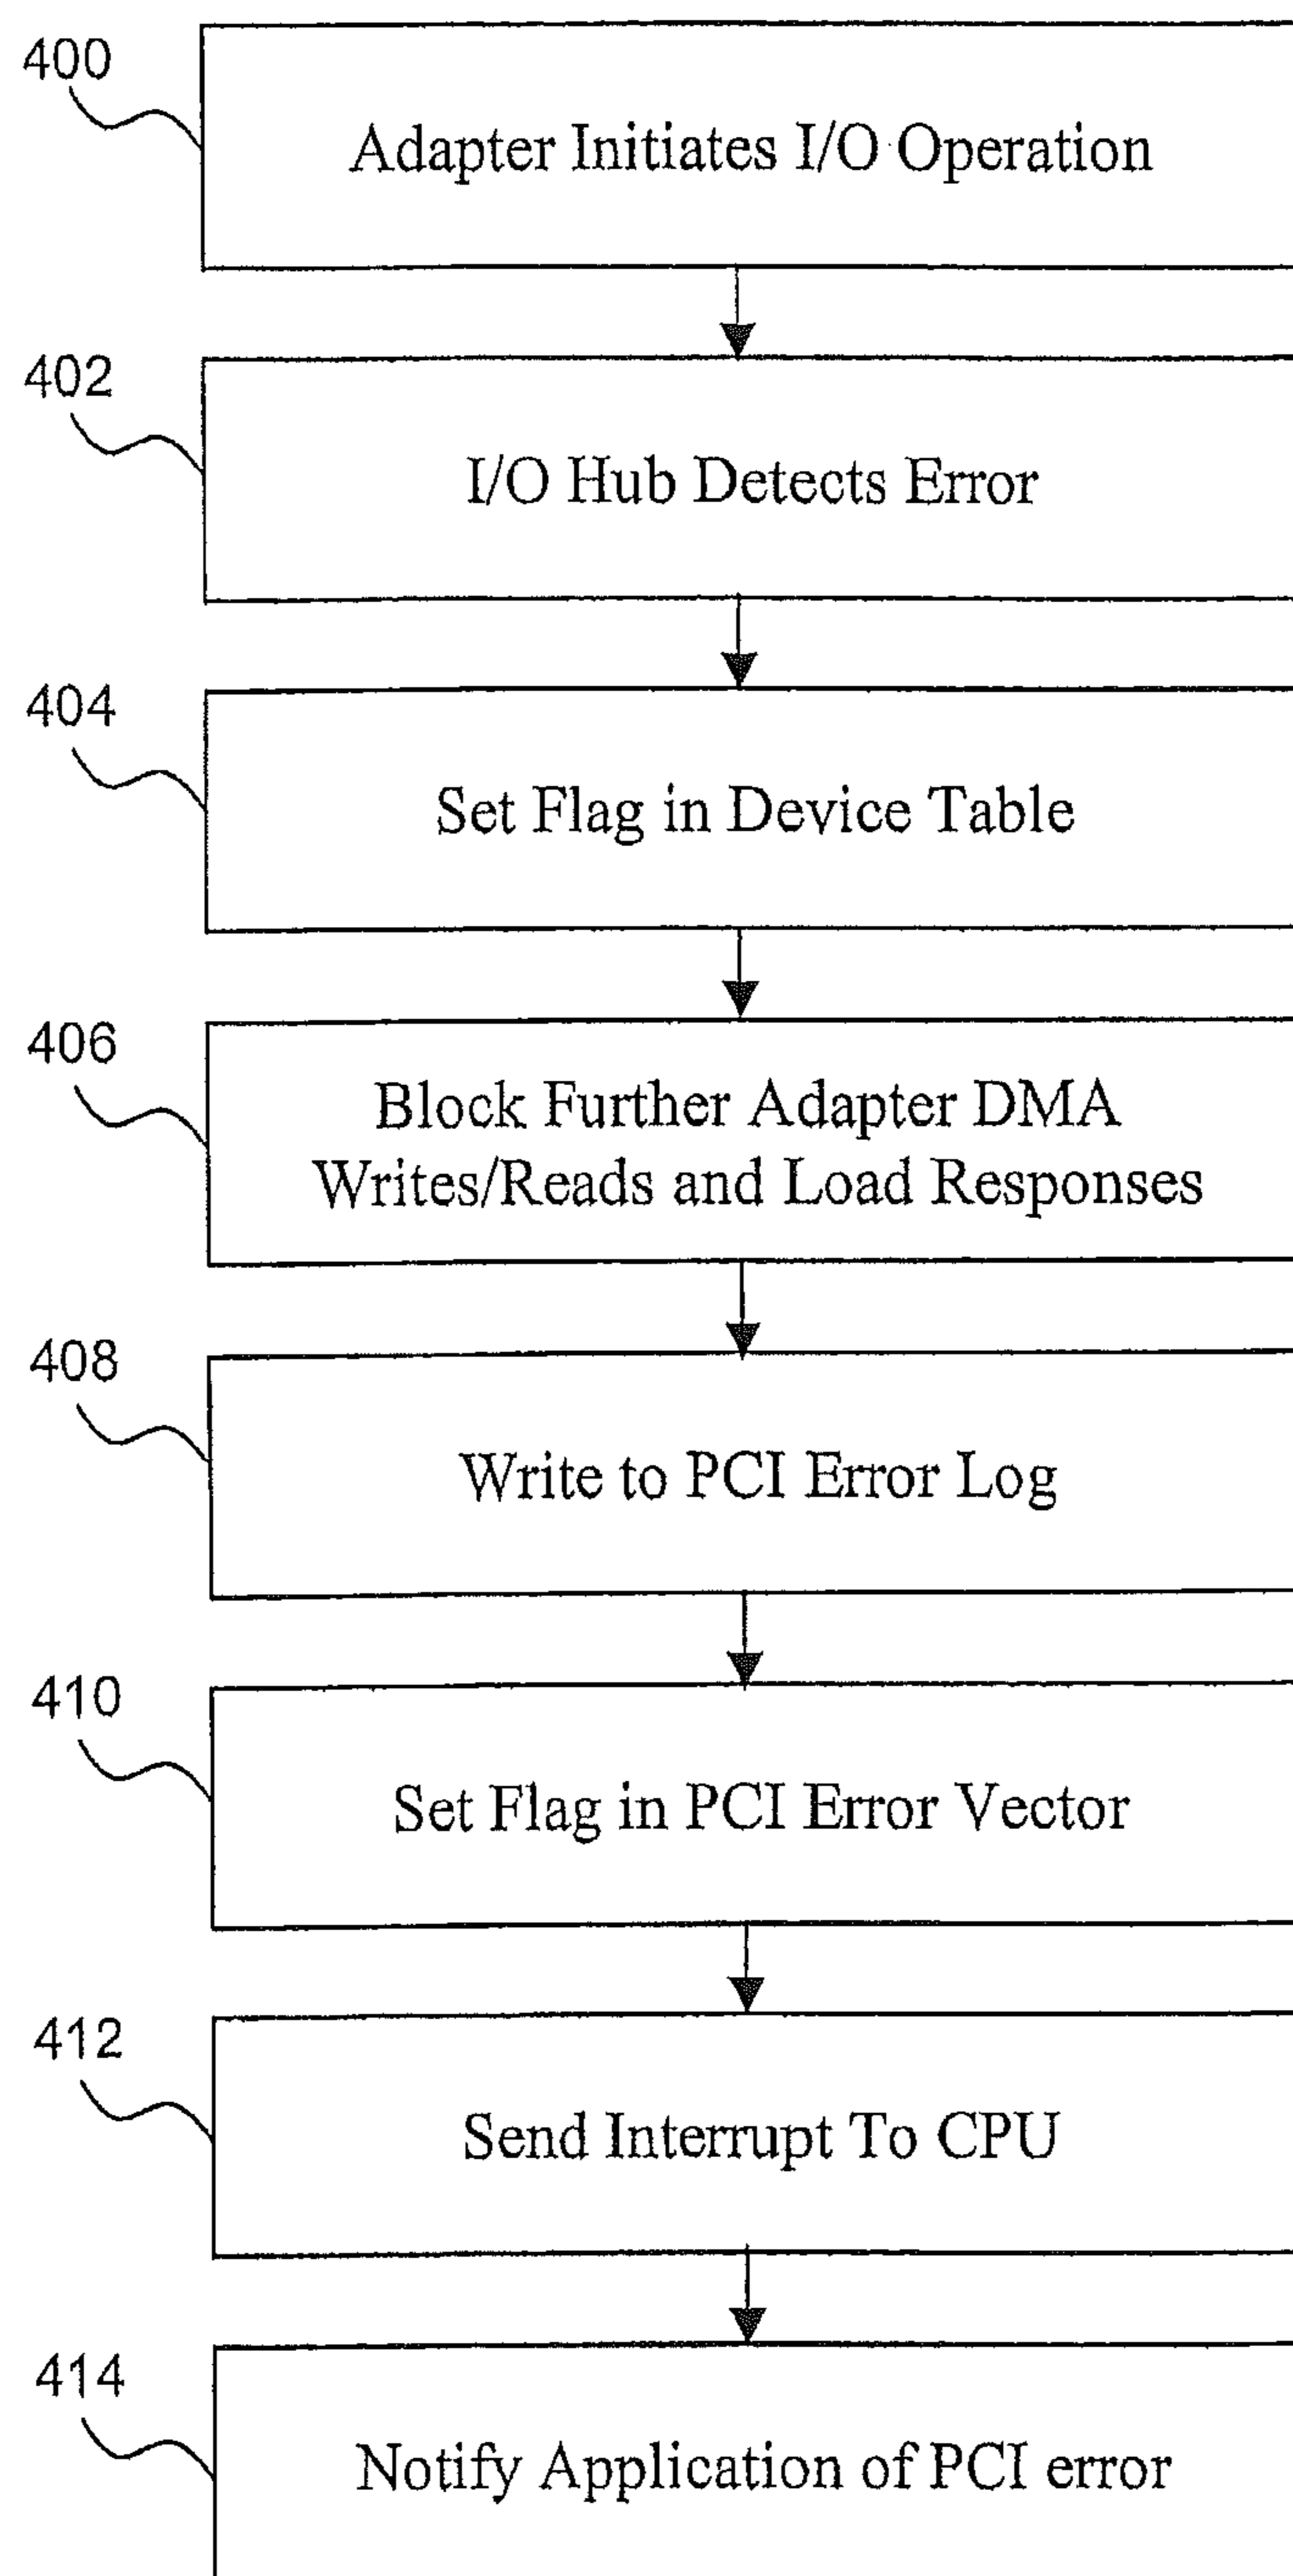 400
Adapter Initiates I/O Operation
402
I/O Hub Detects Error
404
Set Flag in Device Table
406
Block Further Adapter DMA
Writes/Reads and Load Responses
408
Write to PCI Error Log
410
Set Flag in PCI Error Vector
412
Send Interrupt To CPU
414
Notify Application of PCI error